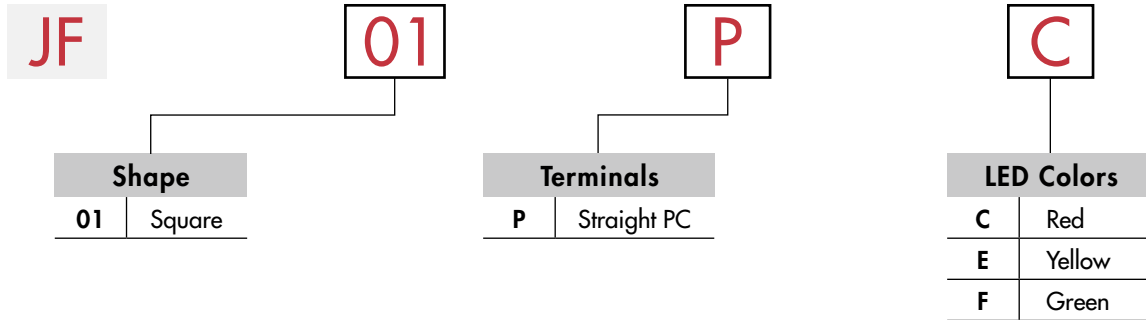 JF 01 P C
Shape Terminals LED Colors
01 Square P Straight PC C Red
E Yellow
F Green